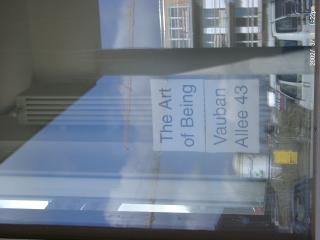 The Art
of Being
Vauban
Allee 43